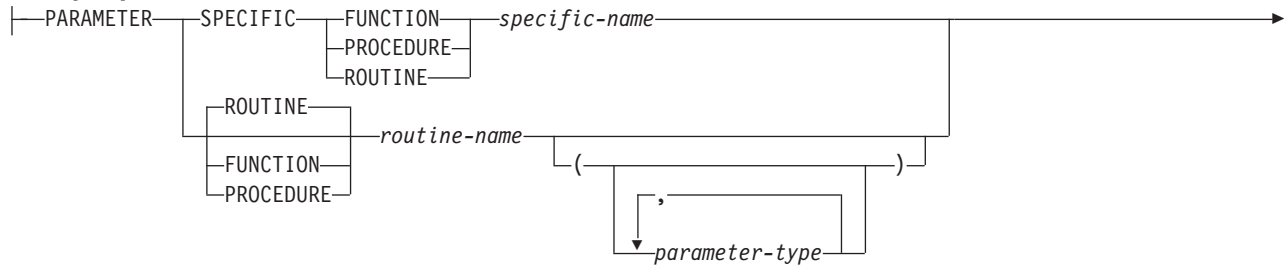 PARAMETER SPECIFIC FUNCTION specific-name
PROCEDURE
ROUTINE
ROUTINE
routine-name
FUNCTION ( )
PROCEDURE
,
parameter-type